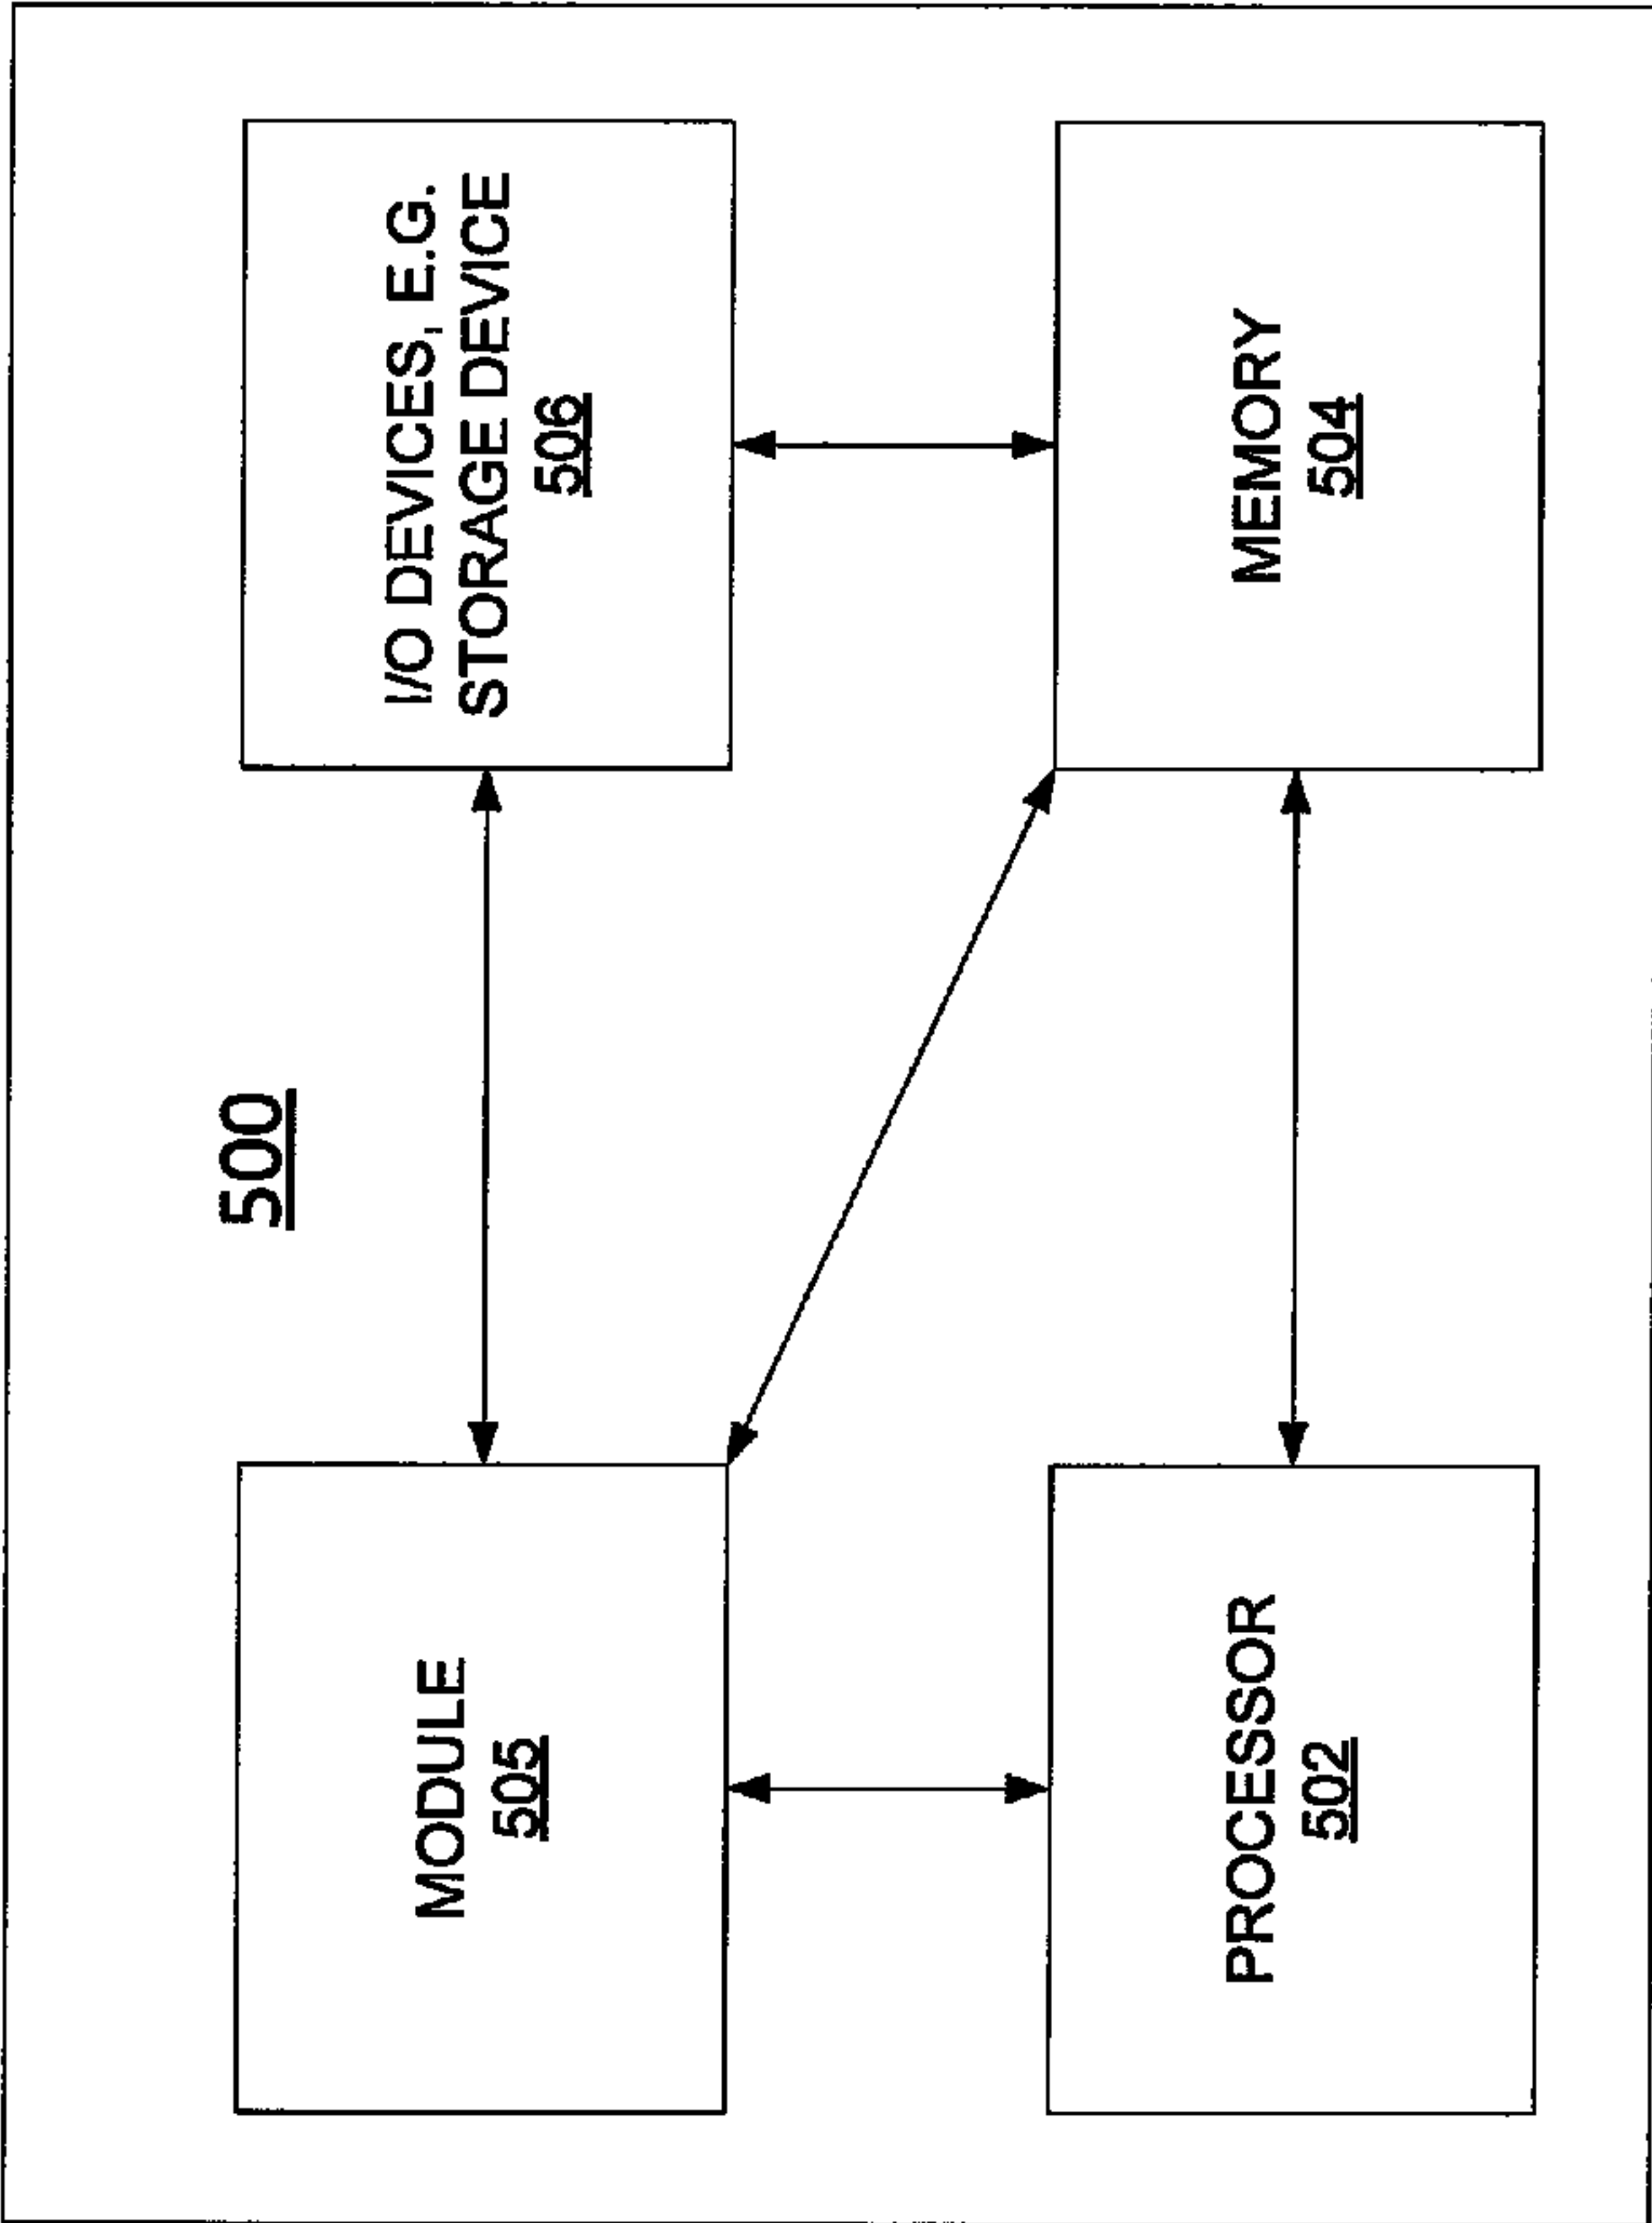 500
MODULE
505
I/O DEVICES, E.G.
STORAGE DEVICE
506
PROCESSOR
502
MEMORY
504